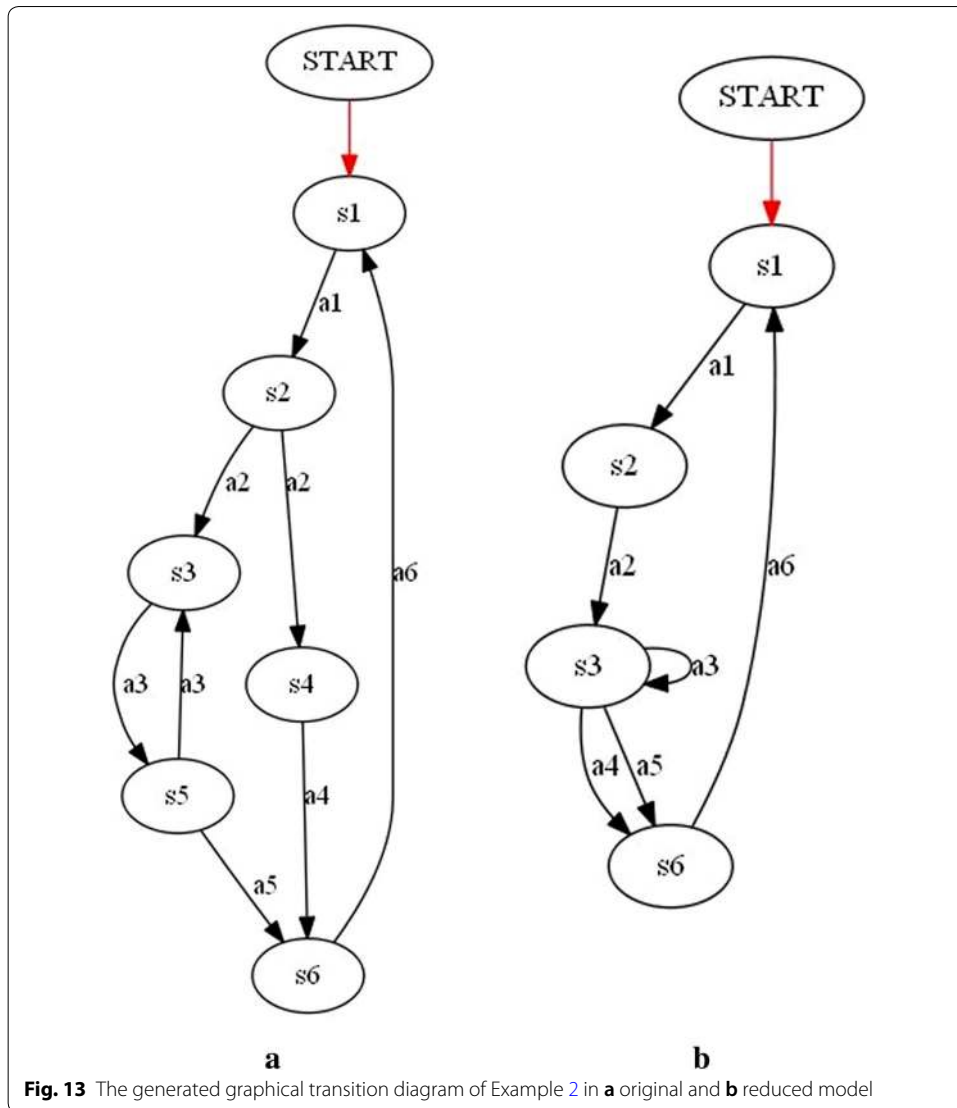 START
s1
a1
s2
a2
a2
s3
a3
a3
s4
a6
s5
a4
a5
s6
a
START
s1
a1
s2
a2
a6
s3
a3
a4
a5
s6
b
Fig. 13 The generated graphical transition diagram of Example 2 in a original and b reduced model